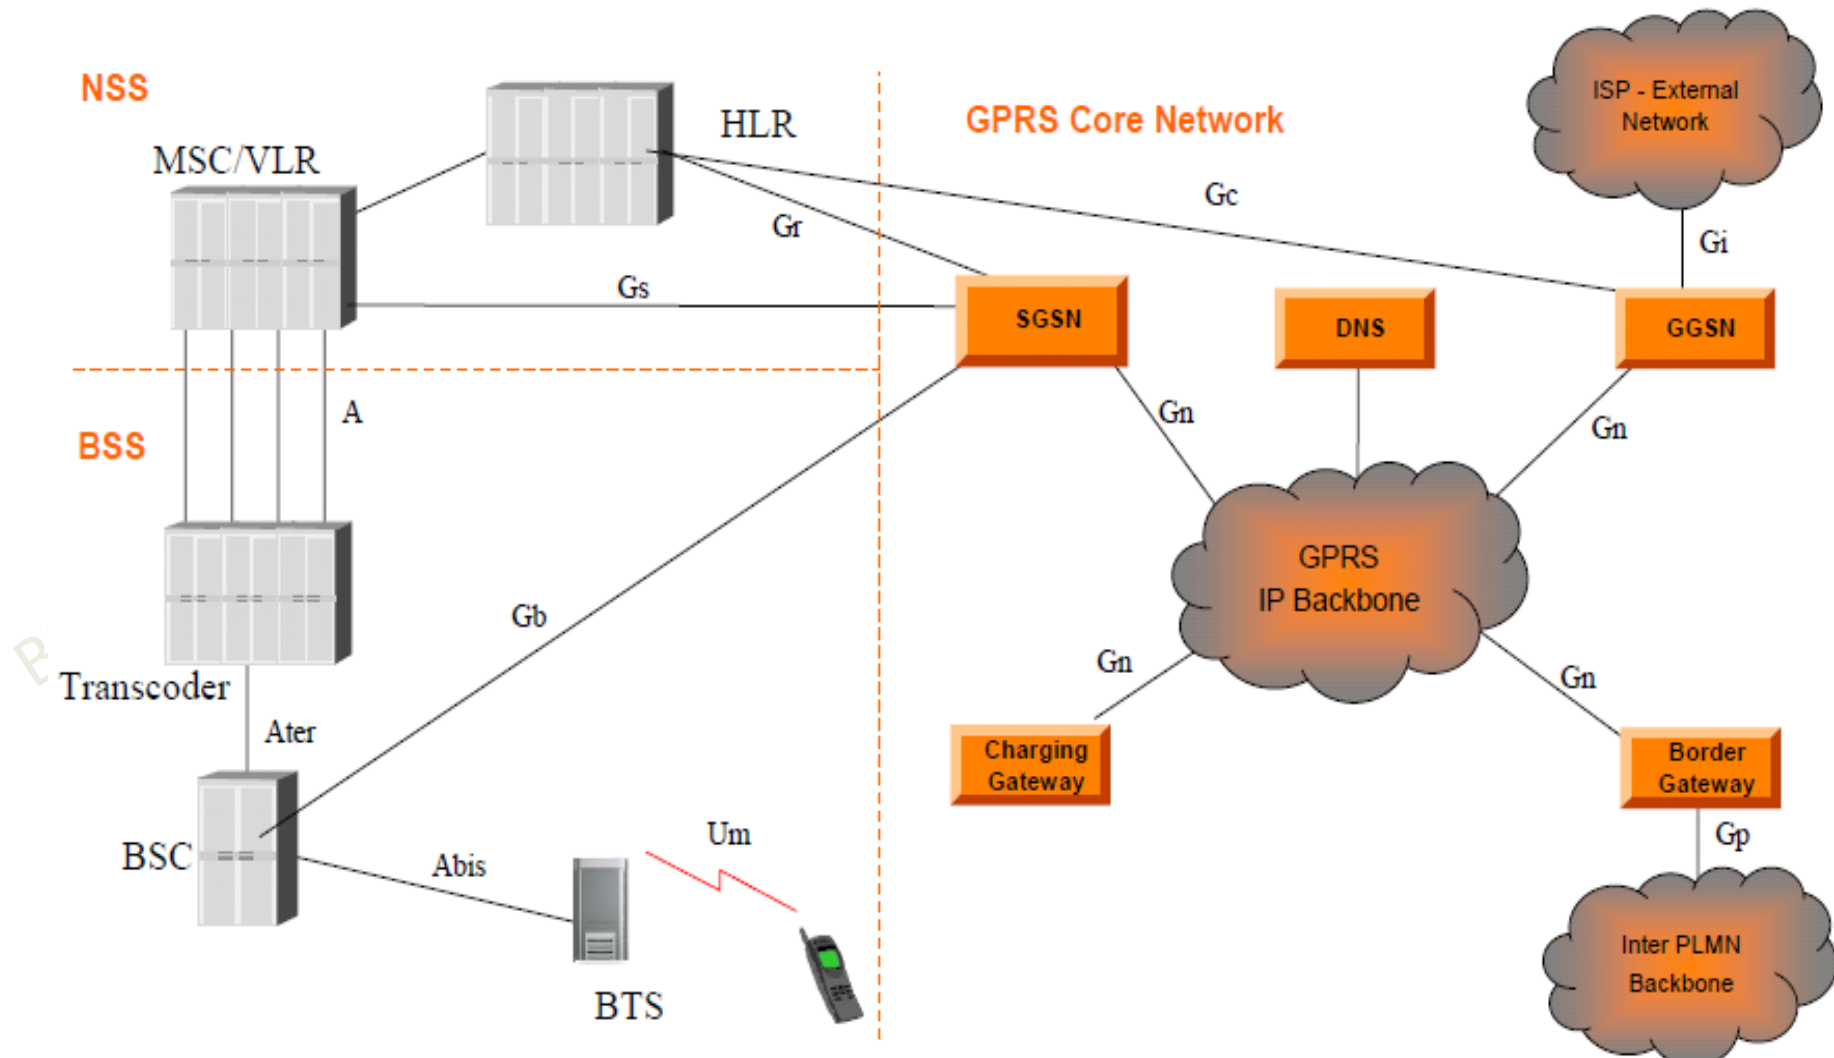 NSS
HLR
GPRS Core Network
ISP - External
Network
MSC/VLR
Gc
Gr
Gi
Gs
SGSN
DNS
GGSN
A
Gn
Gn
BSS
GPRS
IP Backbone
Gb
Gn
Gn
Transcoder
Ater
Charging
Gateway
Border
Gateway
Um
Gp
BSC
Abis
Inter PLMN
Backbone
BTS